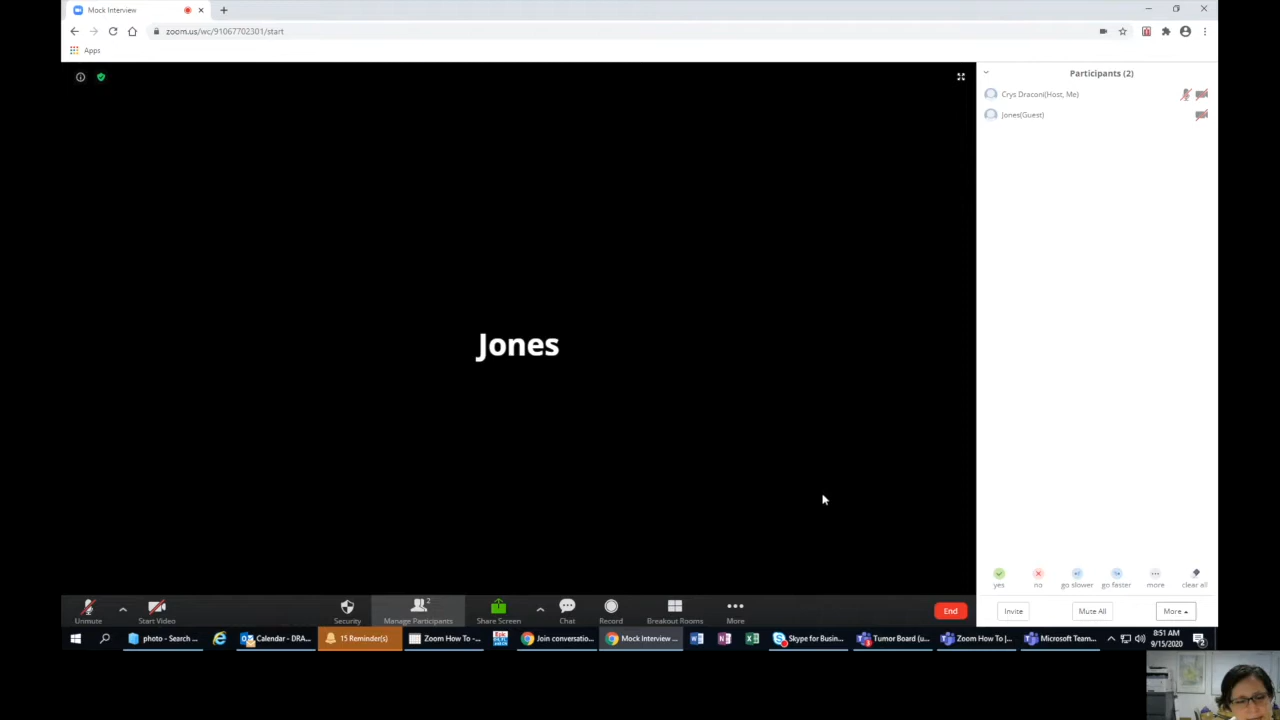 Mock Interview
zoom.us/wc/91067702301/start
Apps
Participants (2)
Crys Draconi(Host, Me)
Jones(Guest)
Jones
yes
no
go slower
go faster
more
clear all
Unmute
Start Video
Security
2
Manage Participants
Share Screen
Chat
Record
Breakout Rooms
More
End
Invite
Mute All
More
photo - Search ...
Calendar - DRA...
15 Reminder(s)
Zoom How To -...
Join conversatio...
Mock Interview ...
Skype for Busin...
Tumor Board (u...
Zoom How To J...
Microsoft Team...
8:51 AM
9/15/2020